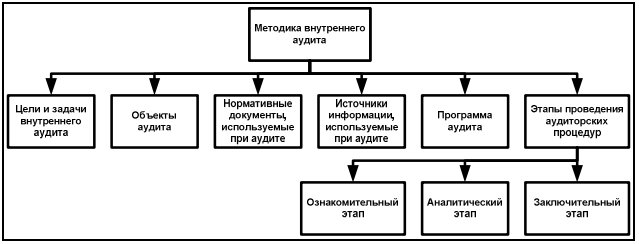 Методика внутреннего
аудита
Цели и задачи
внутреннего
аудита
Объекты
аудита
Нормативные
документы,
используемые
при аудите
Источники
информации,
используемые
при аудите
Программа
аудита
Этапы проведения
аудиторских
процедур
Ознакомительный
этап
Аналитический
этап
Заключительный
этап